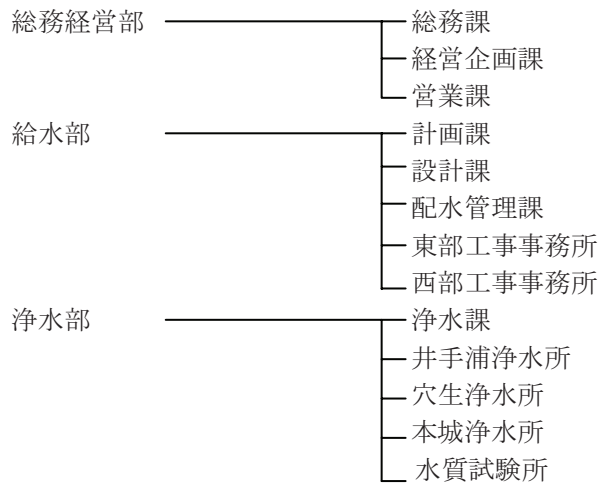 総務経営部 総務課
経営企画課
営業課
給水部 計画課
設計課
配水管理課
東部工事事務所
西部工事事務所
浄水部 浄水課
井手浦浄水所
穴生浄水所
本城浄水所
水質試験所